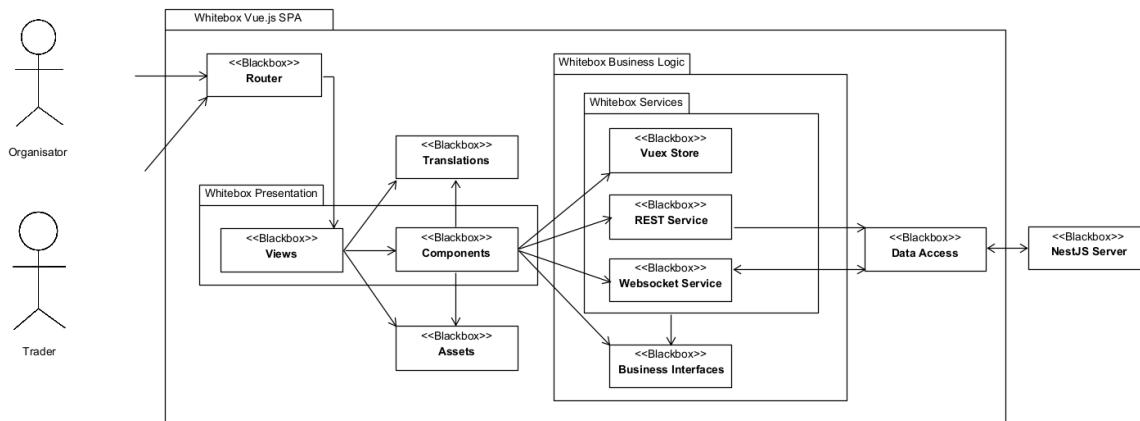 Whitebox Vue.js SPA
Organisator
<<Blackbox>>
Router
Whitebox Business Logic
Whitebox Services
<<Blackbox>>
Vuex Store
<<Blackbox>>
Translations
Whitebox Presentation
<<Blackbox>>
REST Service
<<Blackbox>>
Views
<<Blackbox>>
Components
<<Blackbox>>
Data Access
<<Blackbox>>
NestJS Server
<<Blackbox>>
Websocket Service
Trader
<<Blackbox>>
Assets
<<Blackbox>>
Business Interfaces